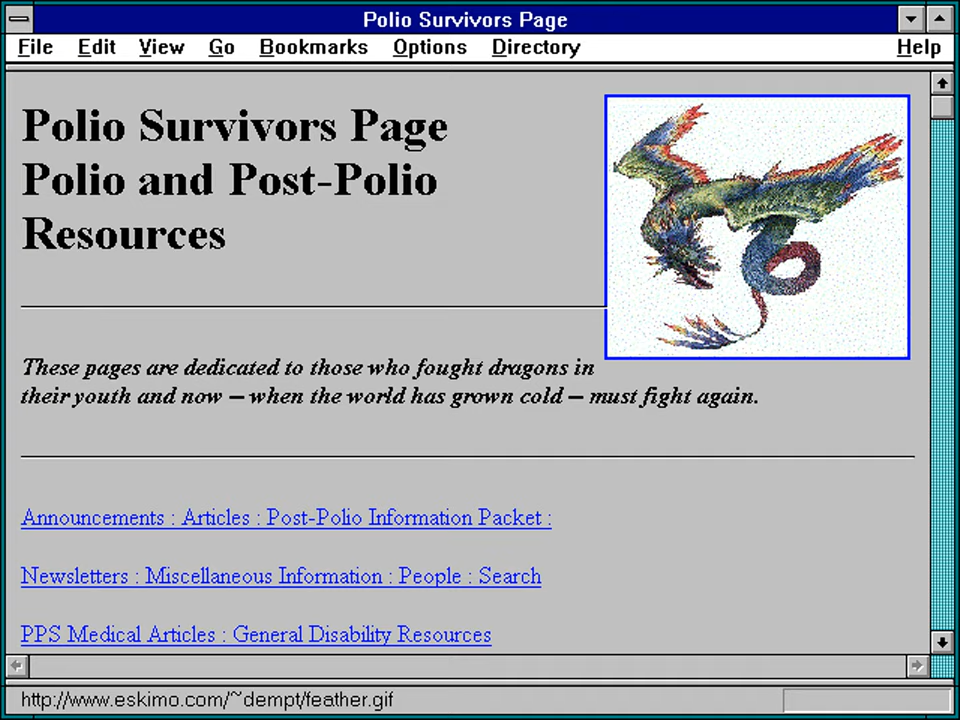 Polio Survivors Page
File Edit View Go Bookmarks Options Directory Help
Polio Survivors Page
Polio and Post-Polio
Resources
These pages are dedicated to those who fought dragons in
their youth and now -- when the world has grown cold -- must fight again.
Announcements : Articles : Post-Polio Information Packet :
Newsletters : Miscellaneous Information : People : Search
PPS Medical Articles : General Disability Resources
http://www.eskimo.com/~dempt/feather.gif